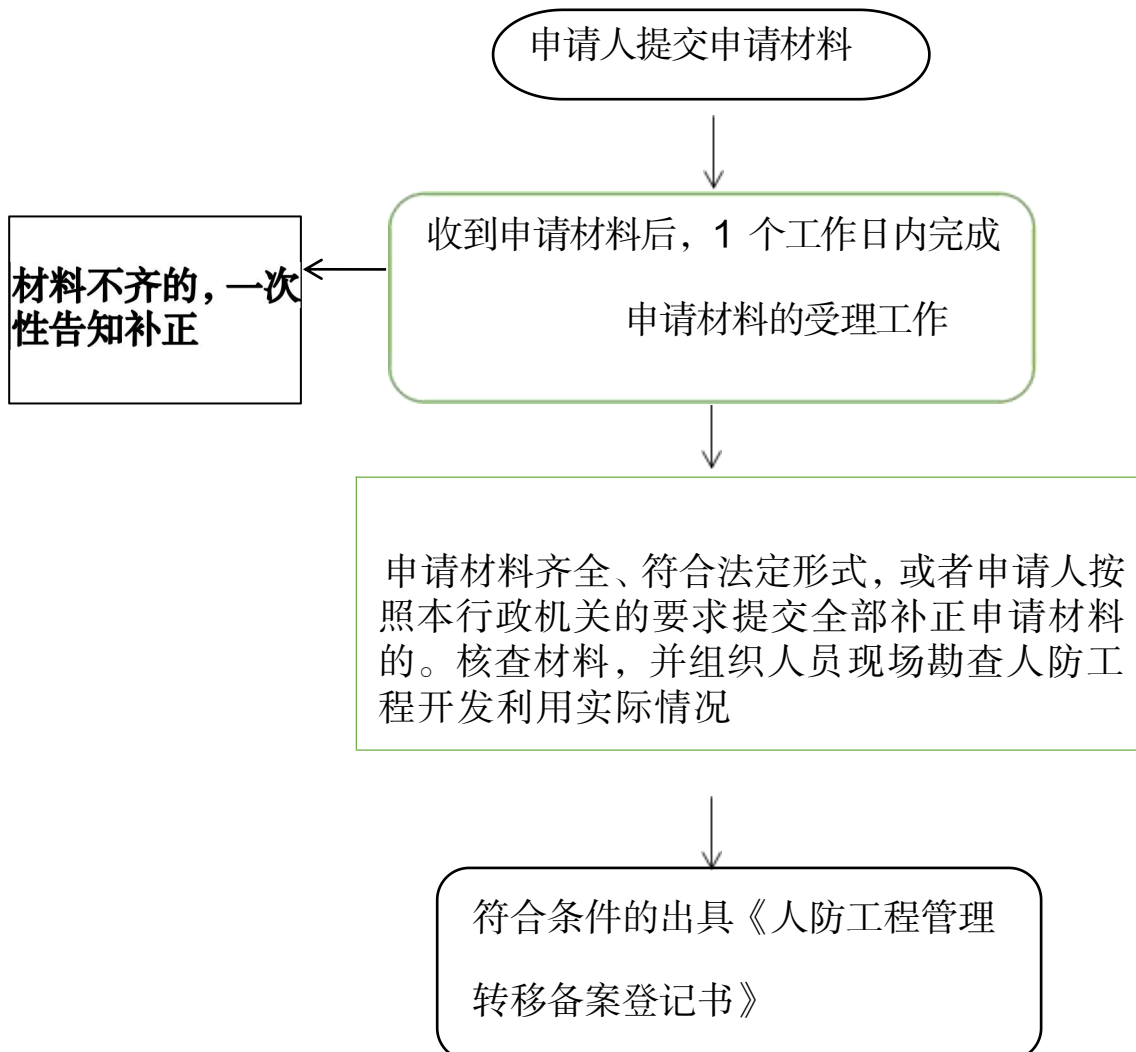 申请人提交申请材料
收到申请材料后，1 个工作日内完成
申请材料的受理工作
材料不齐的，一次
性告知补正
申请材料齐全、符合法定形式，或者申请人按
照本行政机关的要求提交全部补正申请材料
的。核查材料，并组织人员现场勘查人防工
程开发利用实际情况
符合条件的出具《人防工程管理
转移备案登记书》